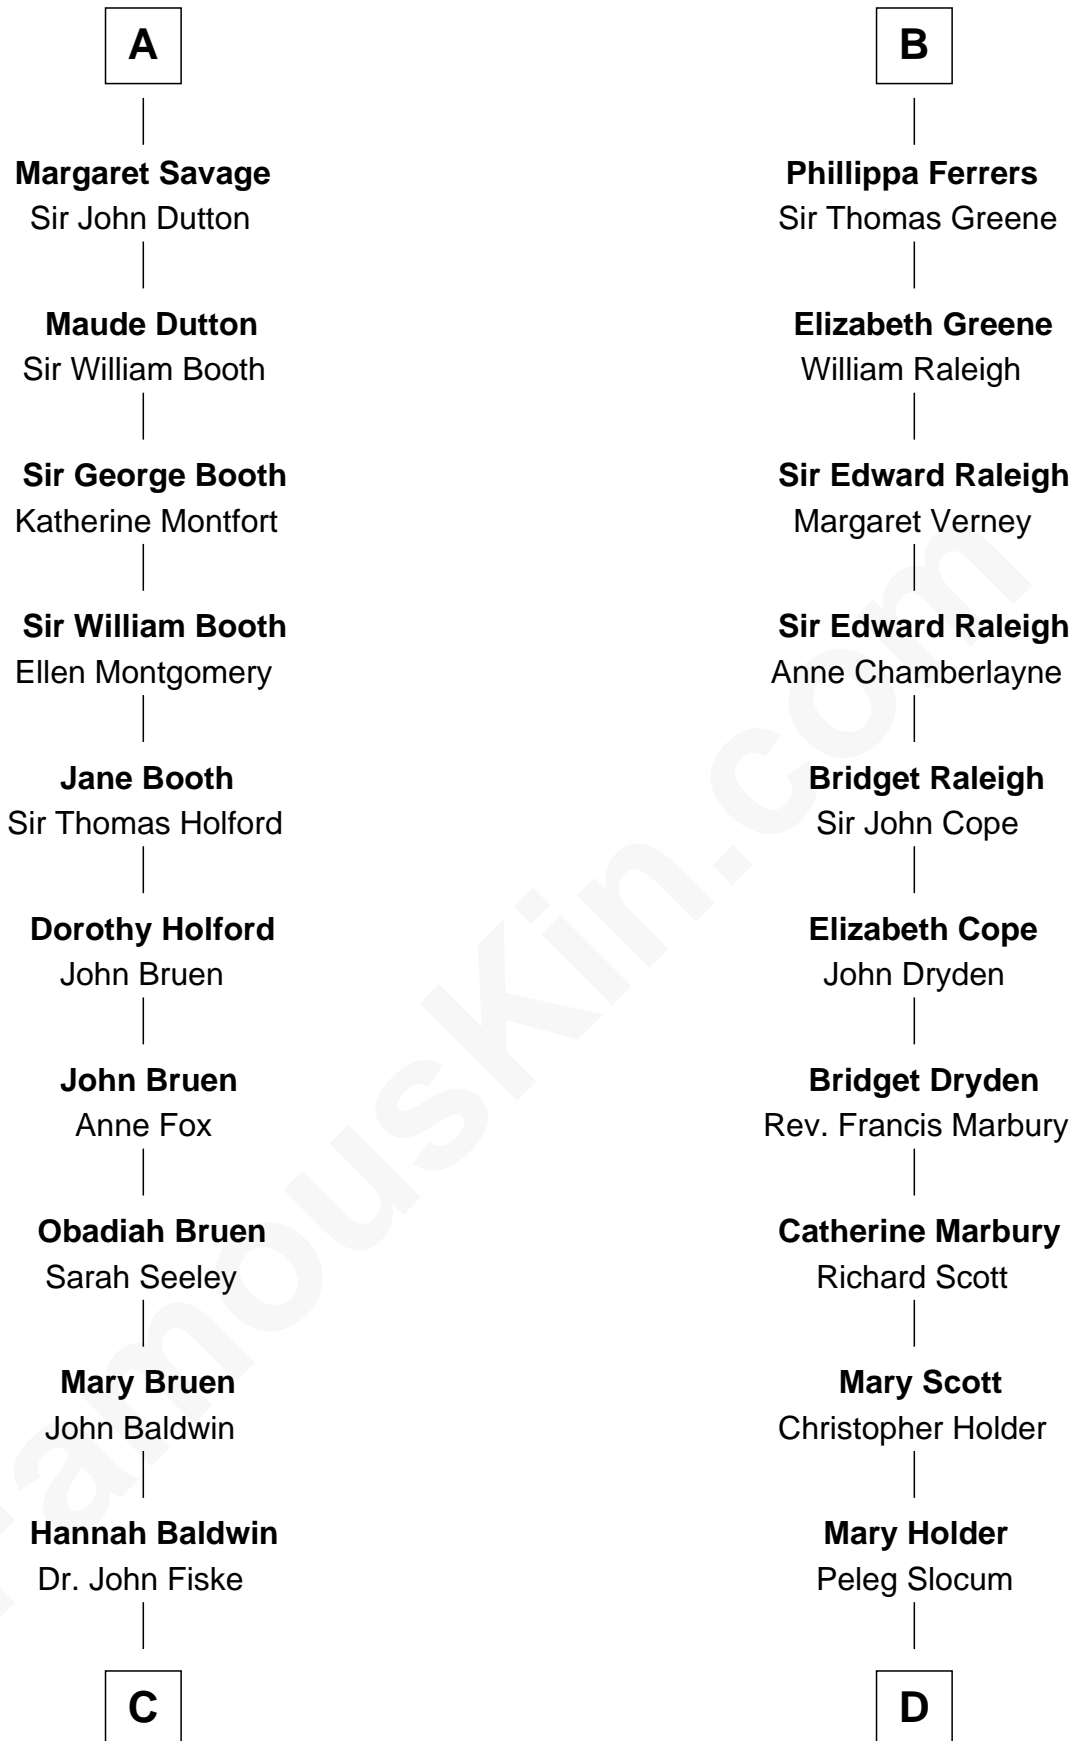 A
Margaret Savage
Sir John Dutton
Maude Dutton
Sir William Booth
Sir George Booth
Katherine Montfort
Sir William Booth
Ellen Montgomery
Jane Booth
Sir Thomas Holford
Dorothy Holford
John Bruen
John Bruen
Anne Fox
Obadiah Bruen
Sarah Seeley
Mary Bruen
John Baldwin
Hannah Baldwin
Dr. John Fiske
C
B
Phillippa Ferrers
Sir Thomas Greene
Elizabeth Greene
William Raleigh
Sir Edward Raleigh
Margaret Verney
Sir Edward Raleigh
Anne Chamberlayne
Bridget Raleigh
Sir John Cope
Elizabeth Cope
John Dryden
Bridget Dryden
Rev. Francis Marbury
Catherine Marbury
Richard Scott
Mary Scott
Christopher Holder
Mary Holder
Peleg Slocum
D
FamousKin.com